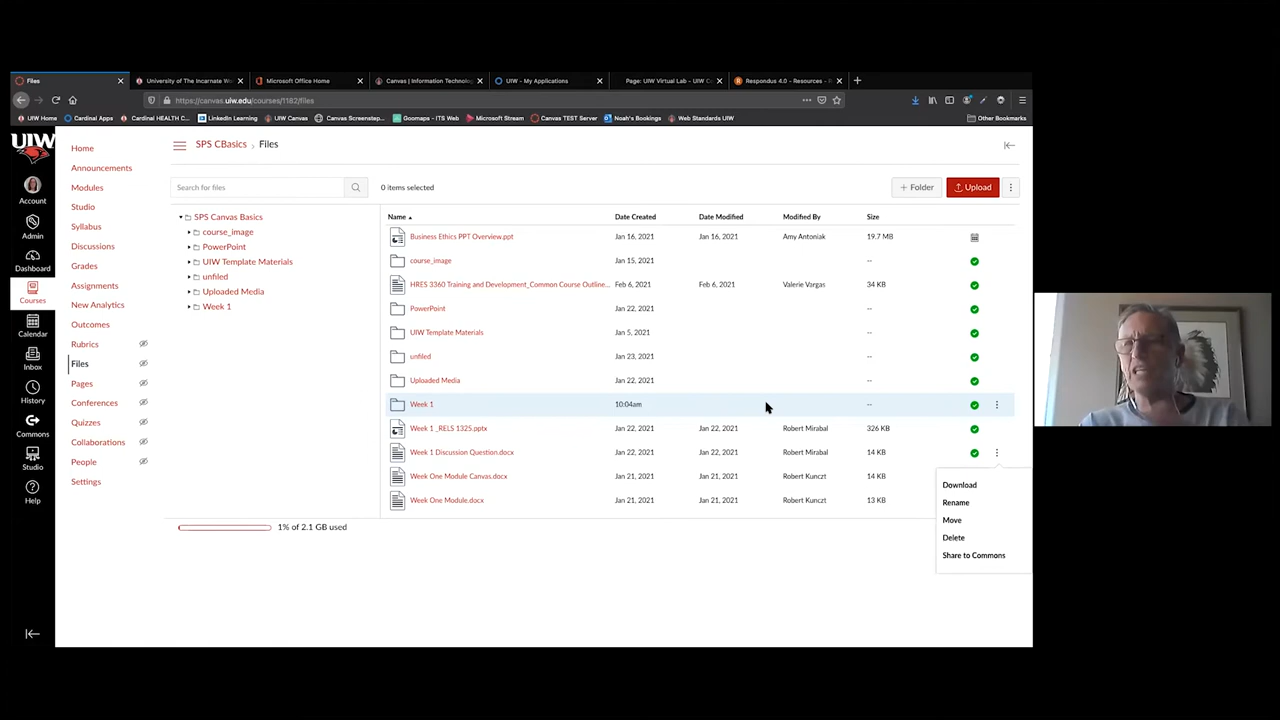 Files
University of The Incarnate Wo
Microsoft Office Home
Canvas | Information Technolog
UIW - My Applications
Page: UIW Virtual Lab - UIW C
Respondus 4.0 - Resources - R
https://canvas.uiw.edu/courses/1182/files
UIW Home
Cardinal Apps
Cardinal HEALTH C...
LinkedIn Learning
UIW Canvas
Canvas Screenstep...
Goomaps - ITS Web
Microsoft Stream
Canvas TEST Server
Noah's Bookings
Web Standards UIW
Other Bookmarks
UIW
Account
Admin
Dashboard
Courses
Calendar
Inbox
History
Commons
Studio
Help
Home
Announcements
Modules
Studio
Syllabus
Discussions
Grades
Assignments
New Analytics
Outcomes
Rubrics
Files
Pages
Conferences
Quizzes
Collaborations
People
Settings
SPS CBasics › Files
Search for files
0 items selected
+ Folder
Upload
SPS Canvas Basics
course_image
PowerPoint
UIW Template Materials
unfiled
Uploaded Media
Week 1
Name Date Created Date Modified Modified By Size
Business Ethics PPT Overview.ppt Jan 16, 2021 Jan 16, 2021 Amy Antoniak 19.7 MB
course_image Jan 15, 2021 --
HRES 3360 Training and Development_Common Course Outline... Feb 6, 2021 Feb 6, 2021 Valerie Vargas 34 KB
PowerPoint Jan 22, 2021 --
UIW Template Materials Jan 5, 2021 --
unfiled Jan 23, 2021 --
Uploaded Media Jan 22, 2021 --
Week 1 10:04am --
Week 1 _RELS 1325.pptx Jan 22, 2021 Jan 22, 2021 Robert Mirabal 326 KB
Week 1 Discussion Question.docx Jan 22, 2021 Jan 22, 2021 Robert Mirabal 14 KB
Week One Module Canvas.docx Jan 21, 2021 Jan 21, 2021 Robert Kunczt 14 KB
Week One Module.docx Jan 21, 2021 Jan 21, 2021 Robert Kunczt 13 KB
1% of 2.1 GB used
Download
Rename
Move
Delete
Share to Commons